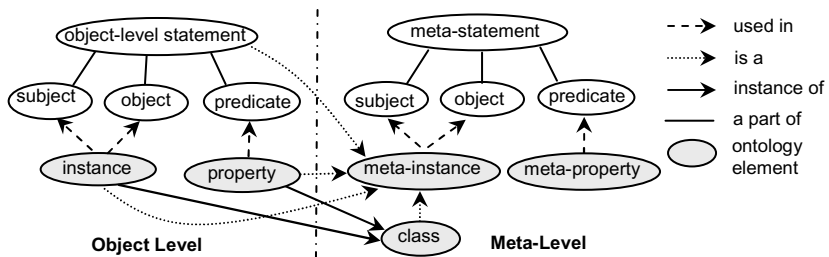 object-level statement
subject
object
predicate
instance
property
Object Level
meta-statement
subject
object
predicate
meta-instance
meta-property
class
Meta-Level
used in
is a
instance of
a part of
ontology
element